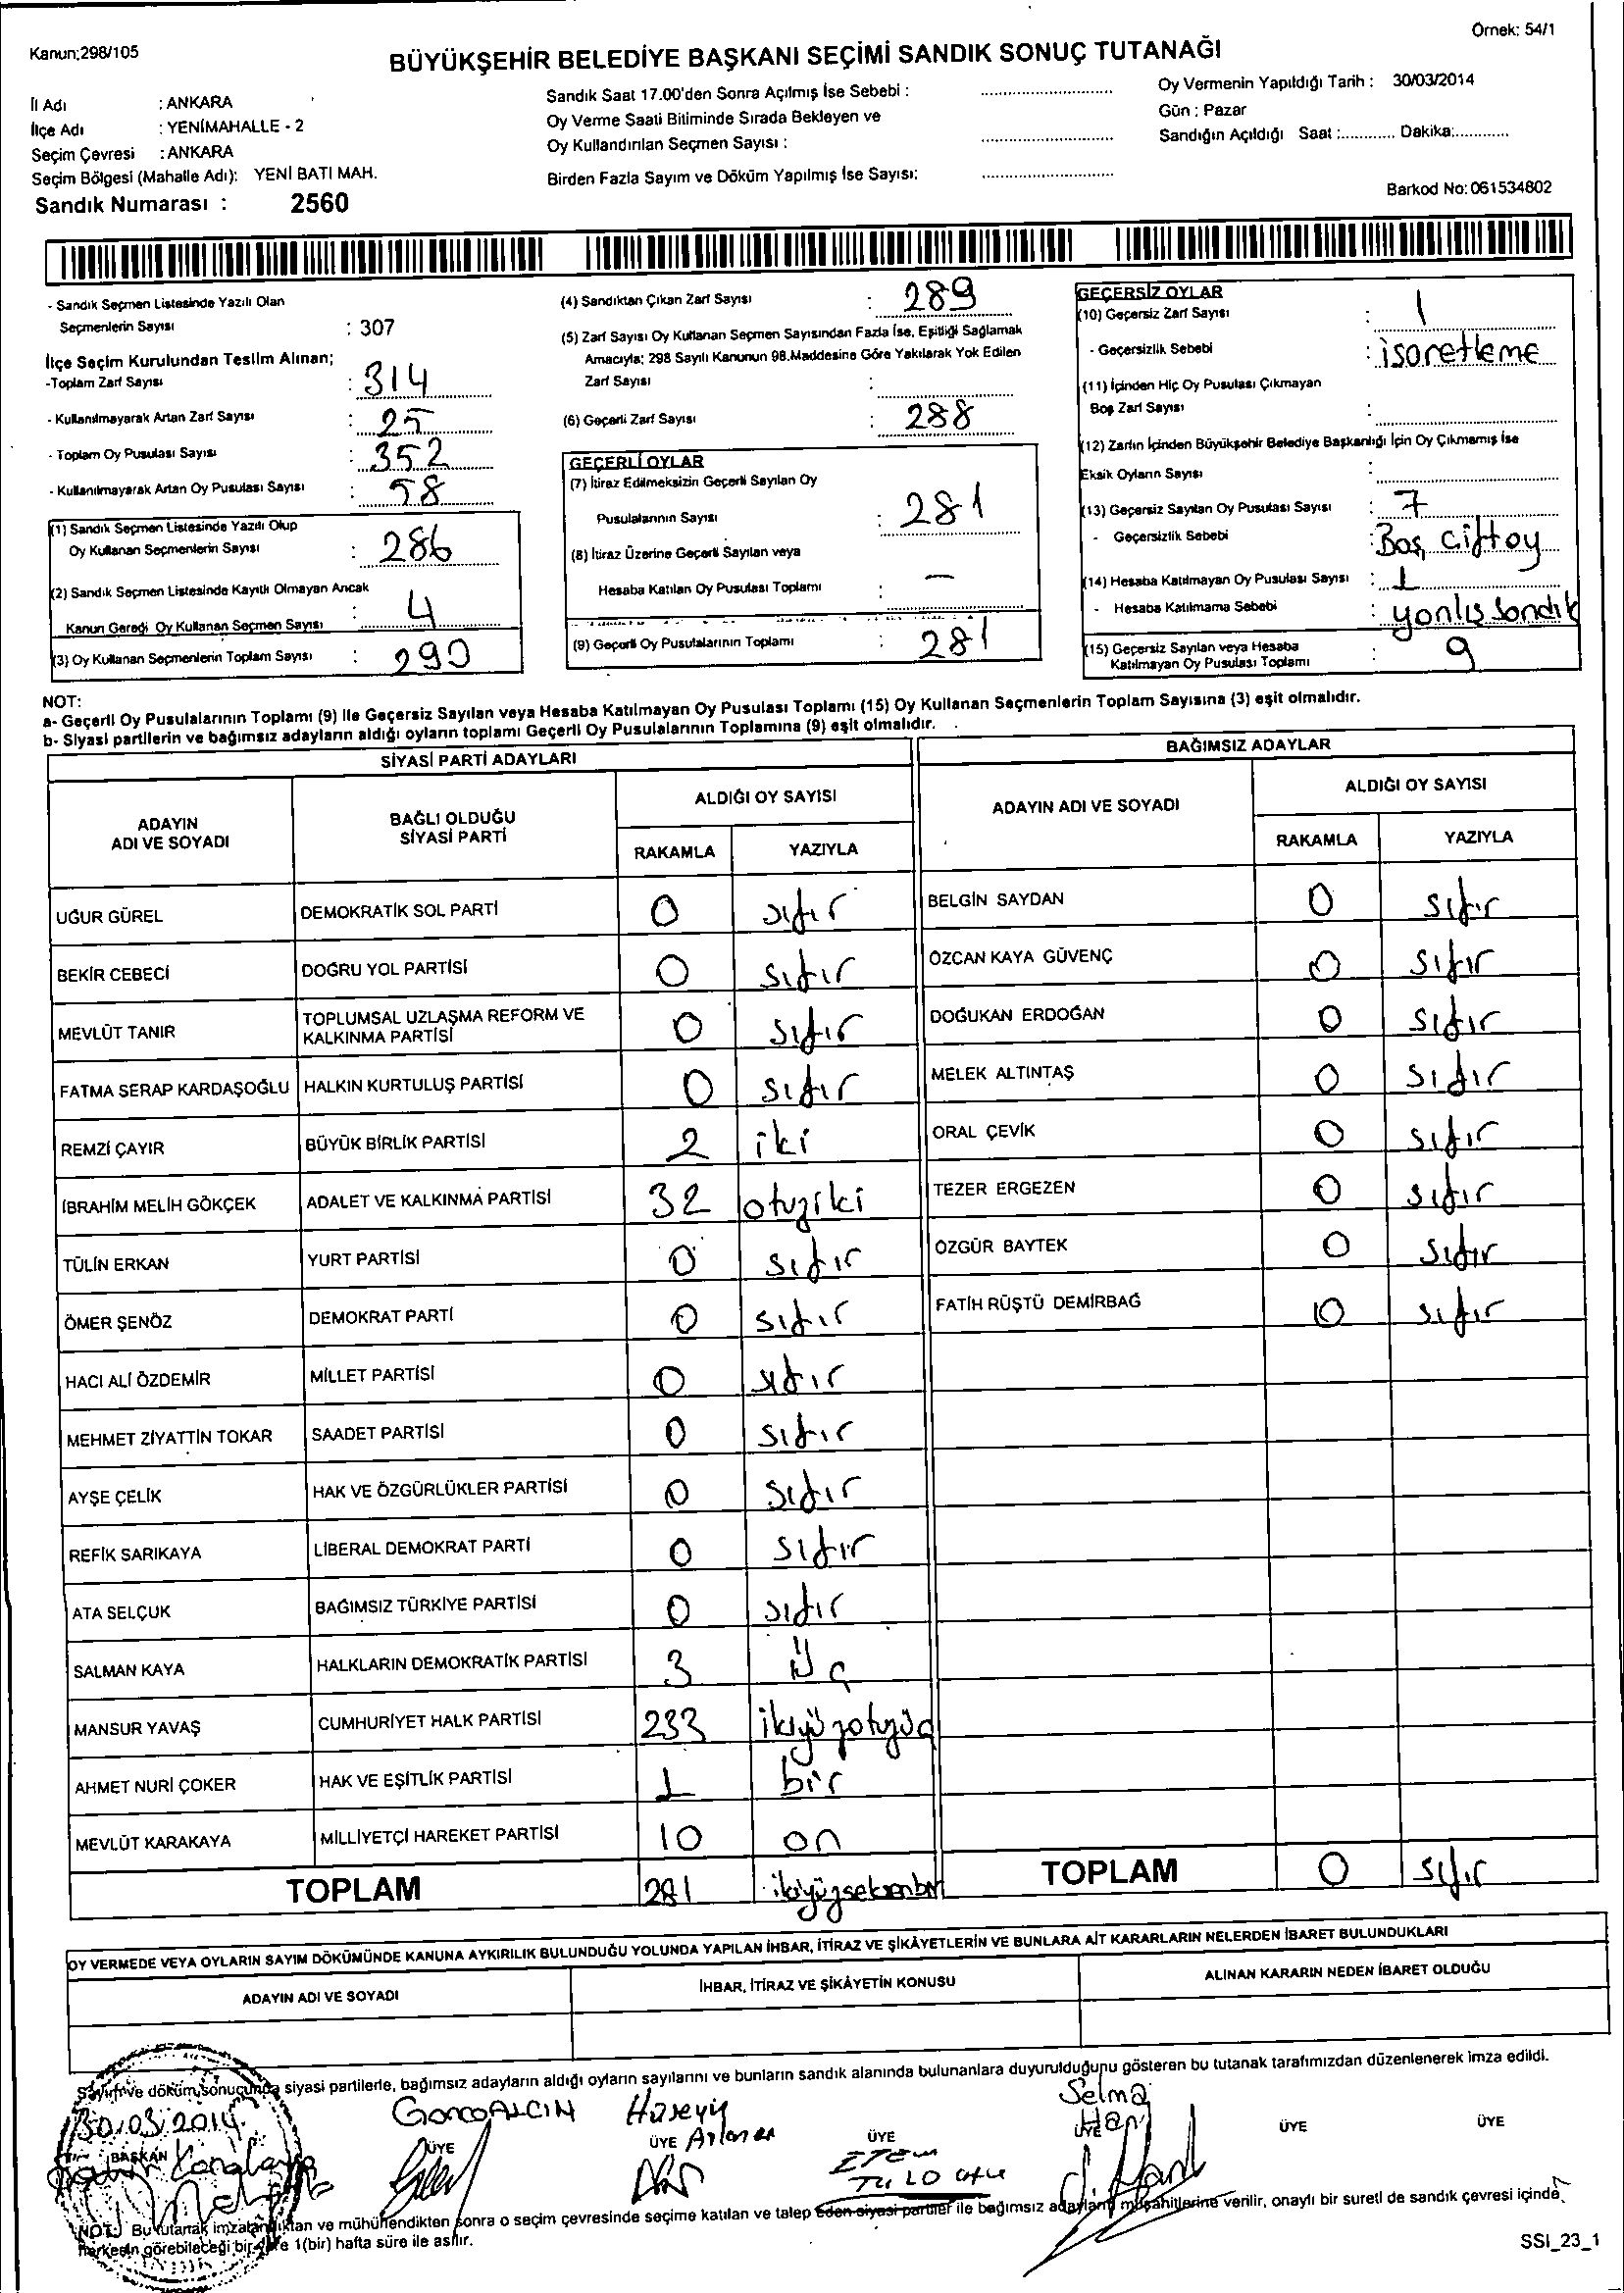 Örnek: 54/1
Kanun:298/105
BÜYÜKŞEHİR BELEDİYE BAŞKANI SEÇİMİ SANDIK SONUÇ TUTANAĞI
İl Adı : ANKARA
İlçe Adı : YENİMAHALLE - 2
Seçim Çevresi : ANKARA
Seçim Bölgesi (Mahalle Adı): YENİ BATI MAH.
Sandık Numarası : 2560
Sandık Saat 17.00'den Sonra Açılmış İse Sebebi :
Oy Verme Saati Bitiminde Sırada Bekleyen ve
Oy Kullandırılan Seçmen Sayısı :
Birden Fazla Sayım ve Döküm Yapılmış İse Sayısı:
Oy Vermenin Yapıldığı Tarih : 30/03/2014
Gün : Pazar
Sandığın Açıldığı Saat :............ Dakika:............
Barkod No: 061534802
- Sandık Seçmen Listesinde Yazılı Olan
Seçmenlerin Sayısı : 307
İlçe Seçim Kurulundan Teslim Alınan;
-Toplam Zarf Sayısı : 314
- Kullanılmayarak Artan Zarf Sayısı : 25
- Toplam Oy Pusulası Sayısı : 352
- Kullanılmayarak Artan Oy Pusulası Sayısı : 58
(1) Sandık Seçmen Listesinde Yazılı Olup
Oy Kullanan Seçmenlerin Sayısı : 286
(2) Sandık Seçmen Listesinde Kayıtlı Olmayan Ancak
Kanun Gereği Oy Kullanan Seçmen Sayısı : 4
(3) Oy Kullanan Seçmenlerin Toplam Sayısı : 290
(4) Sandıktan Çıkan Zarf Sayısı : 289
(5) Zarf Sayısı Oy Kullanan Seçmen Sayısından Fazla İse, Eşitliği Sağlamak
Amacıyla; 298 Sayılı Kanunun 98.Maddesine Göre Yakılarak Yok Edilen
Zarf Sayısı :
(6) Geçerli Zarf Sayısı : 288
GEÇERLİ OYLAR
(7) İtiraz Edilmeksizin Geçerli Sayılan Oy
Pusulalarının Sayısı : 281
(8) İtiraz Üzerine Geçerli Sayılan veya
Hesaba Katılan Oy Pusulası Toplamı : -
(9) Geçerli Oy Pusulalarının Toplamı : 281
GEÇERSİZ OYLAR
(10) Geçersiz Zarf Sayısı : 1
- Geçersizlik Sebebi : işaretleme
(11) İçinden Hiç Oy Pusulası Çıkmayan
Boş Zarf Sayısı :
(12) Zarfın İçinden Büyükşehir Belediye Başkanlığı İçin Oy Çıkmamış İse
Eksik Oyların Sayısı :
(13) Geçersiz Sayılan Oy Pusulası Sayısı : 7
- Geçersizlik Sebebi : Boş, çift oy
(14) Hesaba Katılmayan Oy Pusulası Sayısı : 1
- Hesaba Katılmama Sebebi : yanlış sandık
(15) Geçersiz Sayılan veya Hesaba
Katılmayan Oy Pusulası Toplamı : 9
NOT:
a- Geçerli Oy Pusulalarının Toplamı (9) ile Geçersiz Sayılan veya Hesaba Katılmayan Oy Pusulası Toplamı (15) Oy Kullanan Seçmenlerin Toplam Sayısına (3) eşit olmalıdır.
b- Siyasi partilerin ve bağımsız adayların aldığı oyların toplamı Geçerli Oy Pusulalarının Toplamına (9) eşit olmalıdır.
SİYASİ PARTİ ADAYLARI
ADAYIN ADI VE SOYADI
BAĞLI OLDUĞU SİYASİ PARTİ
ALDIĞI OY SAYISI
RAKAMLA YAZIYLA
UĞUR GÜREL DEMOKRATİK SOL PARTİ 0 sıfır
BEKİR CEBECİ DOĞRU YOL PARTİSİ 0 sıfır
MEVLÜT TANIR TOPLUMSAL UZLAŞMA REFORM VE KALKINMA PARTİSİ 0 sıfır
FATMA SERAP KARDAŞOĞLU HALKIN KURTULUŞ PARTİSİ 0 sıfır
REMZİ ÇAYIR BÜYÜK BİRLİK PARTİSİ 2 iki
İBRAHİM MELİH GÖKÇEK ADALET VE KALKINMA PARTİSİ 32 otuziki
TÜLİN ERKAN YURT PARTİSİ 0 sıfır
ÖMER ŞENÖZ DEMOKRAT PARTİ 0 sıfır
HACI ALİ ÖZDEMİR MİLLET PARTİSİ 0 sıfır
MEHMET ZİYATTİN TOKAR SAADET PARTİSİ 0 sıfır
AYŞE ÇELİK HAK VE ÖZGÜRLÜKLER PARTİSİ 0 sıfır
REFİK SARIKAYA LİBERAL DEMOKRAT PARTİ 0 sıfır
ATA SELÇUK BAĞIMSIZ TÜRKİYE PARTİSİ 0 sıfır
SALMAN KAYA HALKLARIN DEMOKRATİK PARTİSİ 3 üç
MANSUR YAVAŞ CUMHURİYET HALK PARTİSİ 233 ikiyüzotuzüç
AHMET NURİ ÇOKER HAK VE EŞİTLİK PARTİSİ 1 bir
MEVLÜT KARAKAYA MİLLİYETÇİ HAREKET PARTİSİ 10 on
TOPLAM 281 ikiyüzseksenbir
BAĞIMSIZ ADAYLAR
ADAYIN ADI VE SOYADI
ALDIĞI OY SAYISI
RAKAMLA YAZIYLA
BELGİN SAYDAN 0 sıfır
ÖZCAN KAYA GÜVENÇ 0 sıfır
DOĞUKAN ERDOĞAN 0 sıfır
MELEK ALTINTAŞ 0 sıfır
ORAL ÇEVİK 0 sıfır
TEZER ERGEZEN 0 sıfır
ÖZGÜR BAYTEK 0 sıfır
FATİH RÜŞTÜ DEMİRBAĞ 0 sıfır
TOPLAM 0 sıfır
OY VERMEDE VEYA OYLARIN SAYIM DÖKÜMÜNDE KANUNA AYKIRILIK BULUNDUĞU YOLUNDA YAPILAN İHBAR, İTİRAZ VE ŞİKÂYETLERİN VE BUNLARA AİT KARARLARIN NELERDEN İBARET BULUNDUKLARI
ADAYIN ADI VE SOYADI
İHBAR, İTİRAZ VE ŞİKÂYETİN KONUSU
ALINAN KARARIN NEDEN İBARET OLDUĞU
Sayım ve döküm sonucunda siyasi partilerle, bağımsız adayların aldığı oyların sayılarını ve bunların sandık alanında bulunanlara duyurulduğunu gösteren bu tutanak tarafımızdan düzenlenerek imza edildi.
30/03/2014
BAŞKAN
Gonca ALÇIN
ÜYE
Hüseyin
ÜYE
ÜYE
ETEM
Selma
ÜYE
ÜYE
ÜYE
NOT: Bu tutanak imzalandıktan ve mühürlendikten sonra o seçim çevresinde seçime katılan ve talep eden siyasi partiler ile bağımsız adayların müşahitlerine verilir, onaylı bir sureti de sandık çevresi içinde,
herkesin görebileceği bir yere 1(bir) hafta süre ile asılır.
SSI_23_1